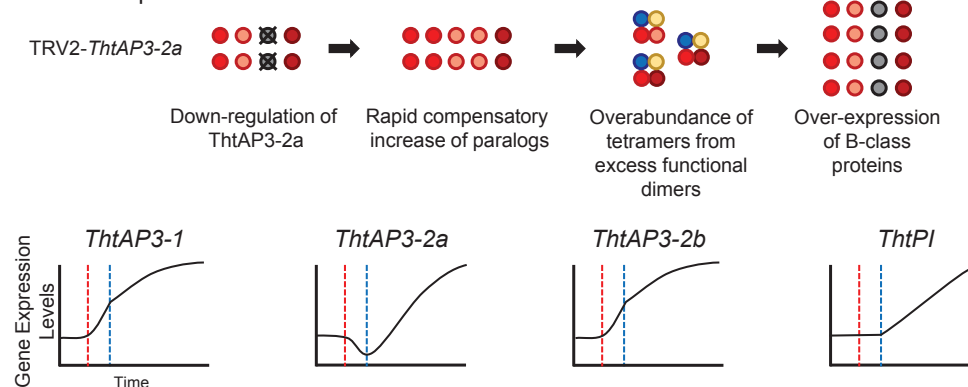 TRV2-ThtAP3-2a
Down-regulation of
ThtAP3-2a
Rapid compensatory
increase of paralogs
Overabundance of
tetramers from
excess functional
dimers
Over-expression
of B-class
proteins
ThtAP3-1
ThtAP3-2a
ThtAP3-2b
ThtPI
Gene Expression
Levels
Time